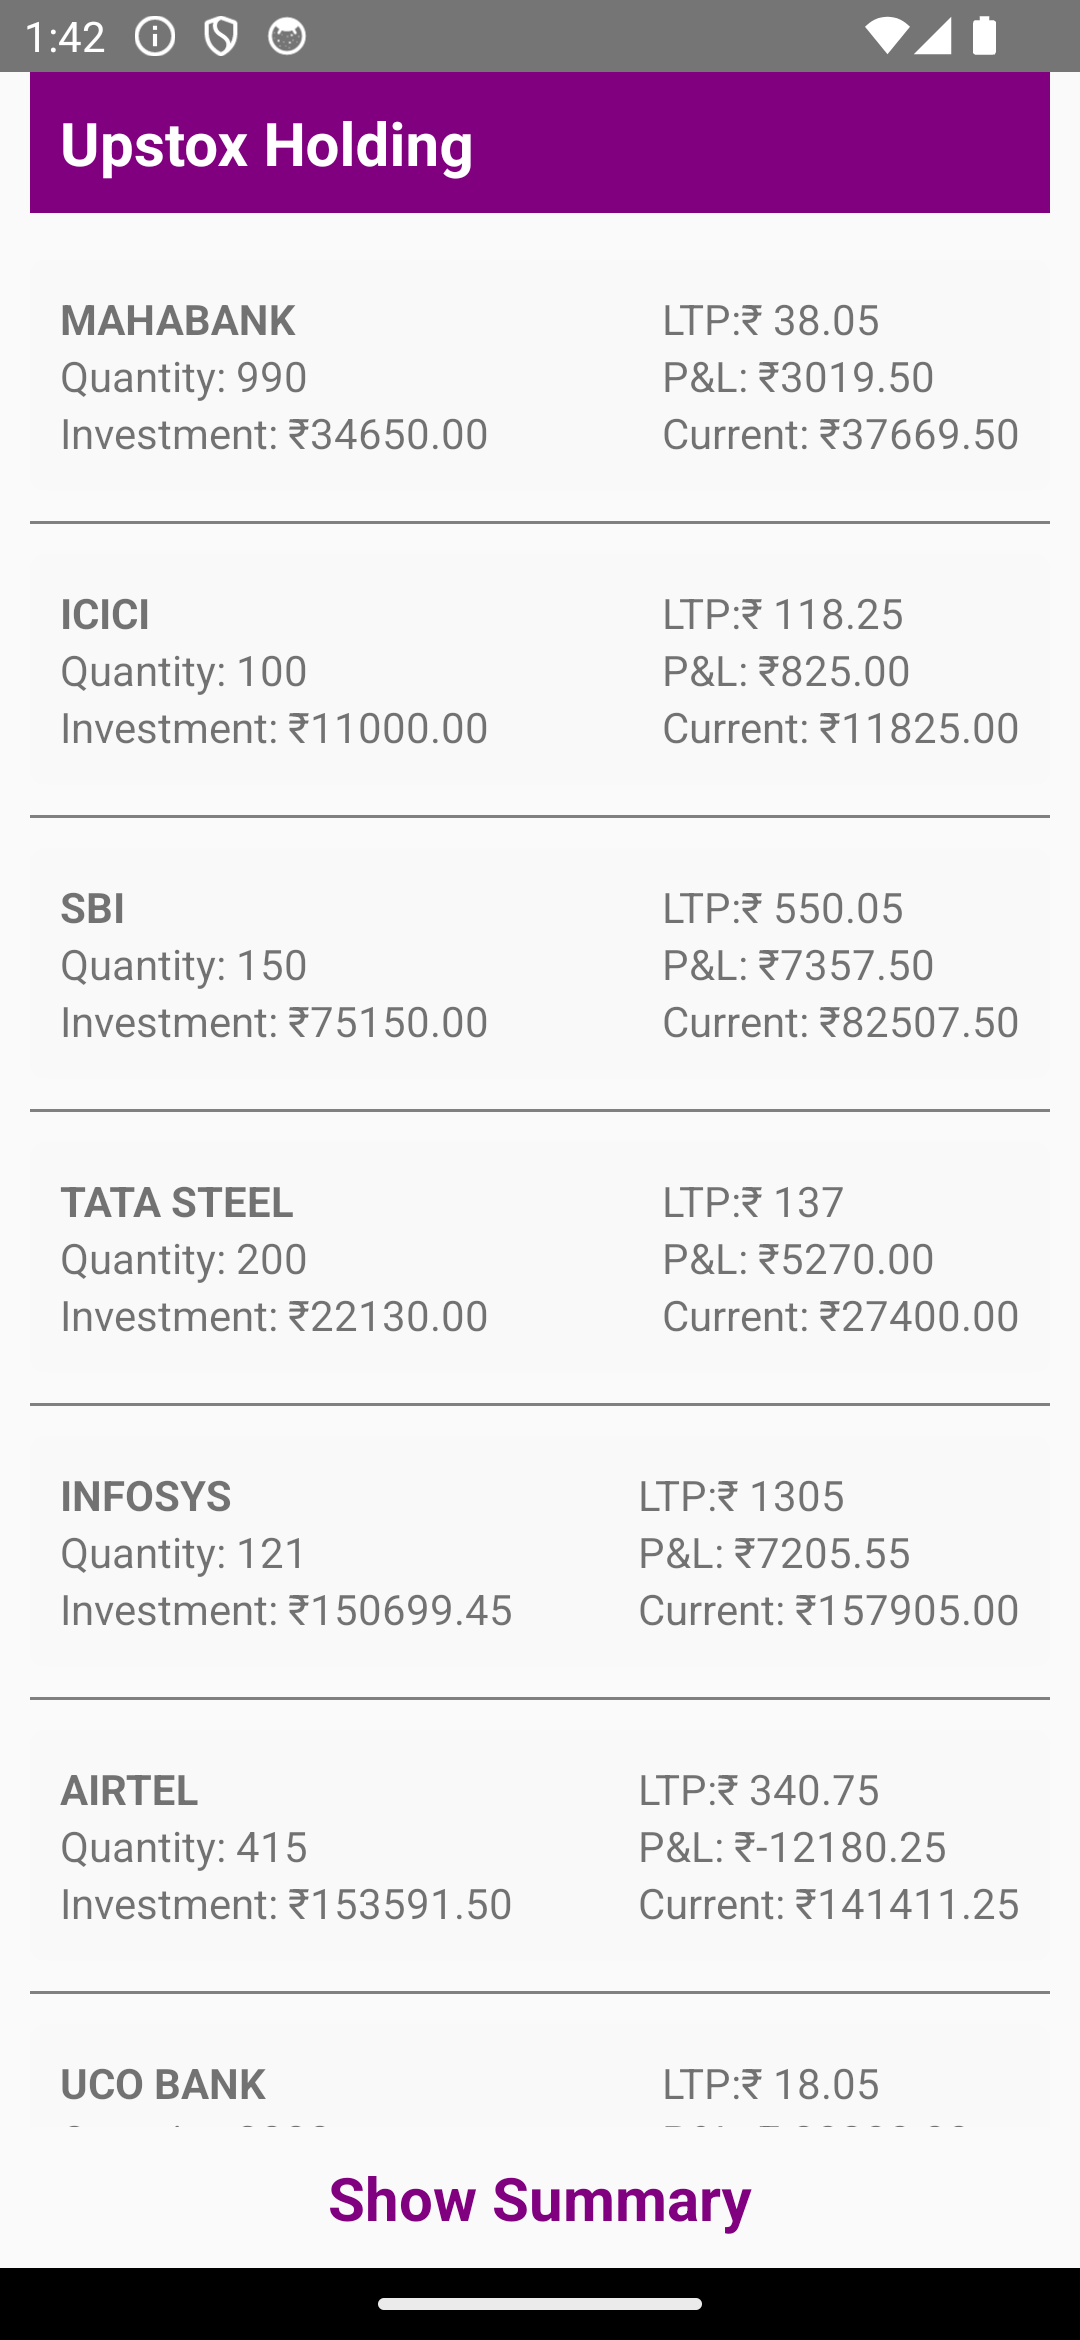 1:42
Upstox Holding
MAHABANK
Quantity: 990
Investment: ₹34650.00
LTP:₹ 38.05
P&L: ₹3019.50
Current: ₹37669.50
ICICI
Quantity: 100
Investment: ₹11000.00
LTP:₹ 118.25
P&L: ₹825.00
Current: ₹11825.00
SBI
Quantity: 150
Investment: ₹75150.00
LTP:₹ 550.05
P&L: ₹7357.50
Current: ₹82507.50
TATA STEEL
Quantity: 200
Investment: ₹22130.00
LTP:₹ 137
P&L: ₹5270.00
Current: ₹27400.00
INFOSYS
Quantity: 121
Investment: ₹150699.45
LTP:₹ 1305
P&L: ₹7205.55
Current: ₹157905.00
AIRTEL
Quantity: 415
Investment: ₹153591.50
LTP:₹ 340.75
P&L: ₹-12180.25
Current: ₹141411.25
UCO BANK
LTP:₹ 18.05
Show Summary